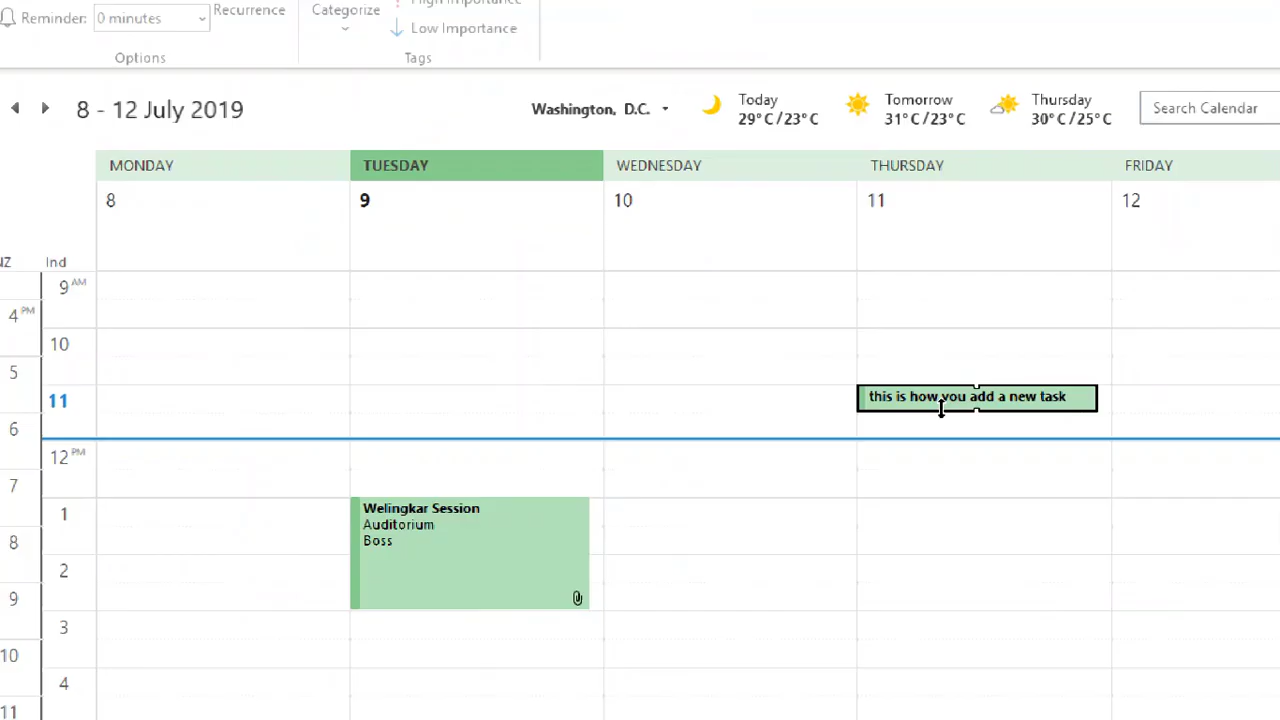 High Importance
Reminder: 0 minutes
Recurrence
Categorize
Low Importance
Options
Tags
8 - 12 July 2019
Washington, D.C.
Today
29°C/23°C
Tomorrow
31°C/23°C
Thursday
30°C/25°C
Search Calendar
MONDAY
TUESDAY
WEDNESDAY
THURSDAY
FRIDAY
8
9
10
11
12
NZ
Ind
9 AM
4 PM
10
5
11
this is how you add a new task
6
12 PM
7
1
Welingkar Session
Auditorium
Boss
8
2
9
3
10
4
11